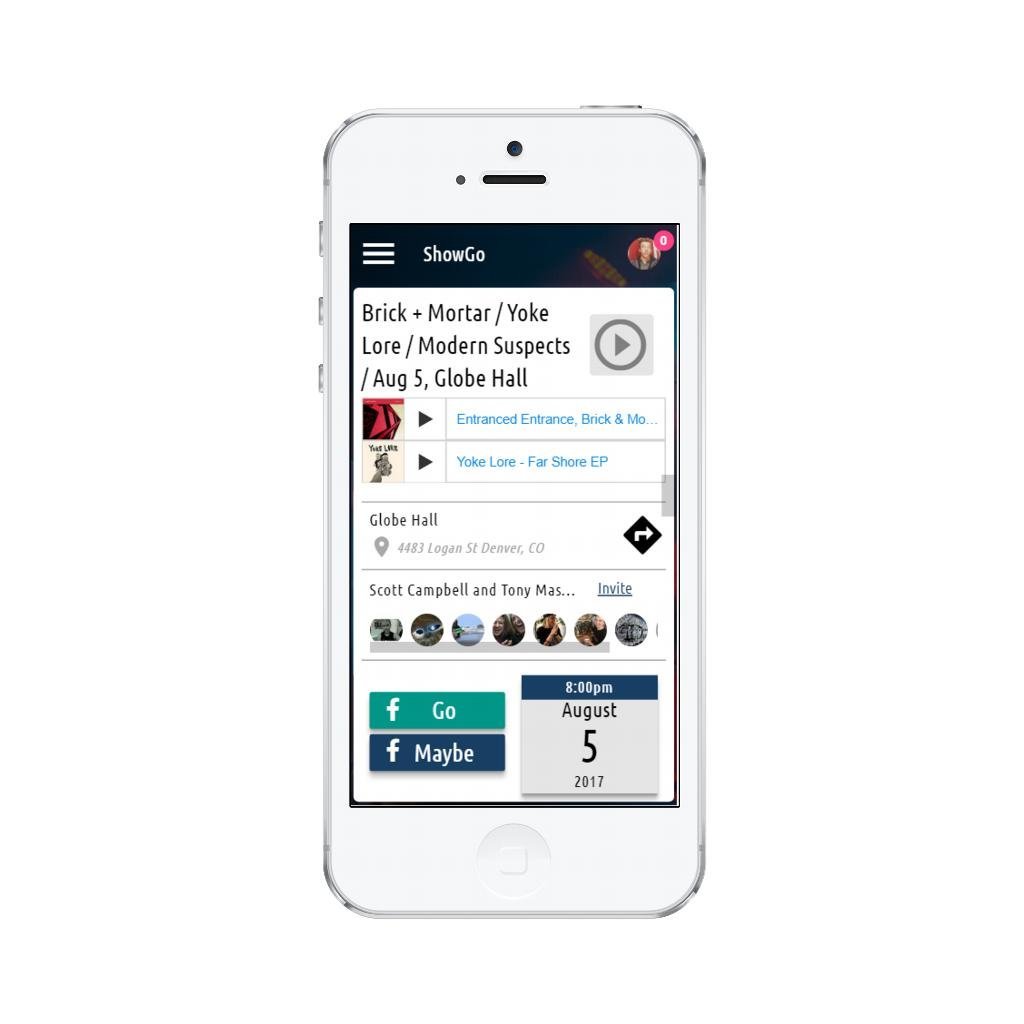 ShowGo
0
Brick + Mortar / Yoke
Lore / Modern Suspects
/ Aug 5, Globe Hall
Entranced Entrance, Brick & Mo...
YOKE LORE
Yoke Lore - Far Shore EP
Globe Hall
4483 Logan St Denver, CO
Scott Campbell and Tony Mas...
Invite
f Go
f Maybe
8:00pm
August
5
2017